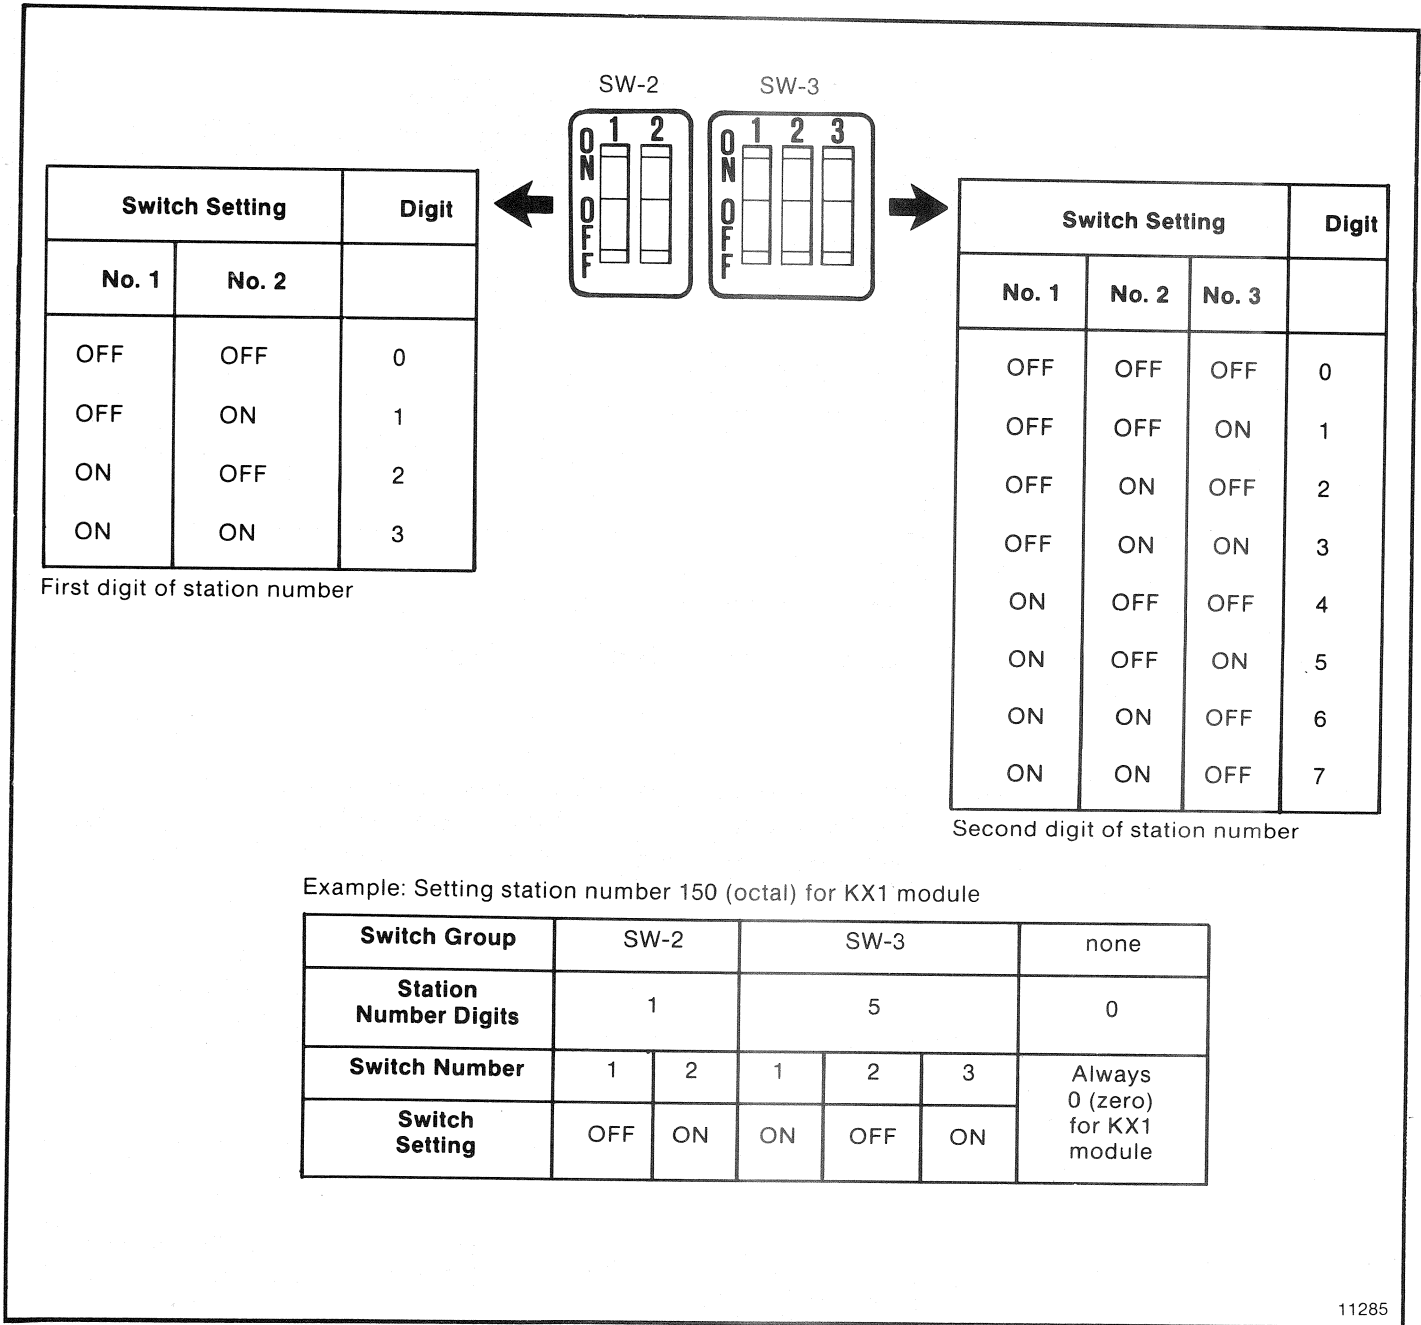 SW-2 SW-3
ON OFF 1 2
ON OFF 1 2 3
Switch Setting Digit
No. 1 No. 2
OFF OFF 0
OFF ON 1
ON OFF 2
ON ON 3
First digit of station number
Switch Setting Digit
No. 1 No. 2 No. 3
OFF OFF OFF 0
OFF OFF ON 1
OFF ON OFF 2
OFF ON ON 3
ON OFF OFF 4
ON OFF ON 5
ON ON OFF 6
ON ON OFF 7
Second digit of station number
Example: Setting station number 150 (octal) for KX1 module
Switch Group SW-2 SW-3 none
Station
Number Digits 1 5 0
Switch Number 1 2 1 2 3
Switch
Setting OFF ON ON OFF ON
Always
0 (zero)
for KX1
module
11285